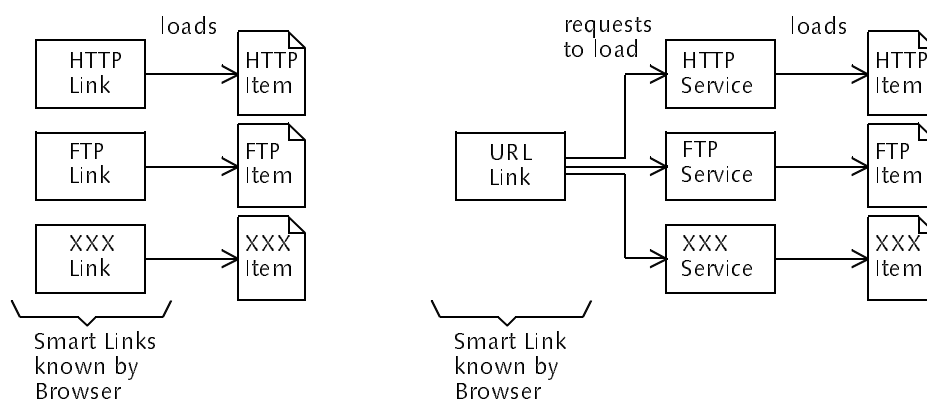 loads
HTTP
Link
HTTP
Item
FTP
Link
FTP
Item
XXX
Link
XXX
Item
Smart Links
known by
Browser
requests
to load
loads
URL
Link
HTTP
Service
HTTP
Item
FTP
Service
FTP
Item
XXX
Service
XXX
Item
Smart Link
known by
Browser